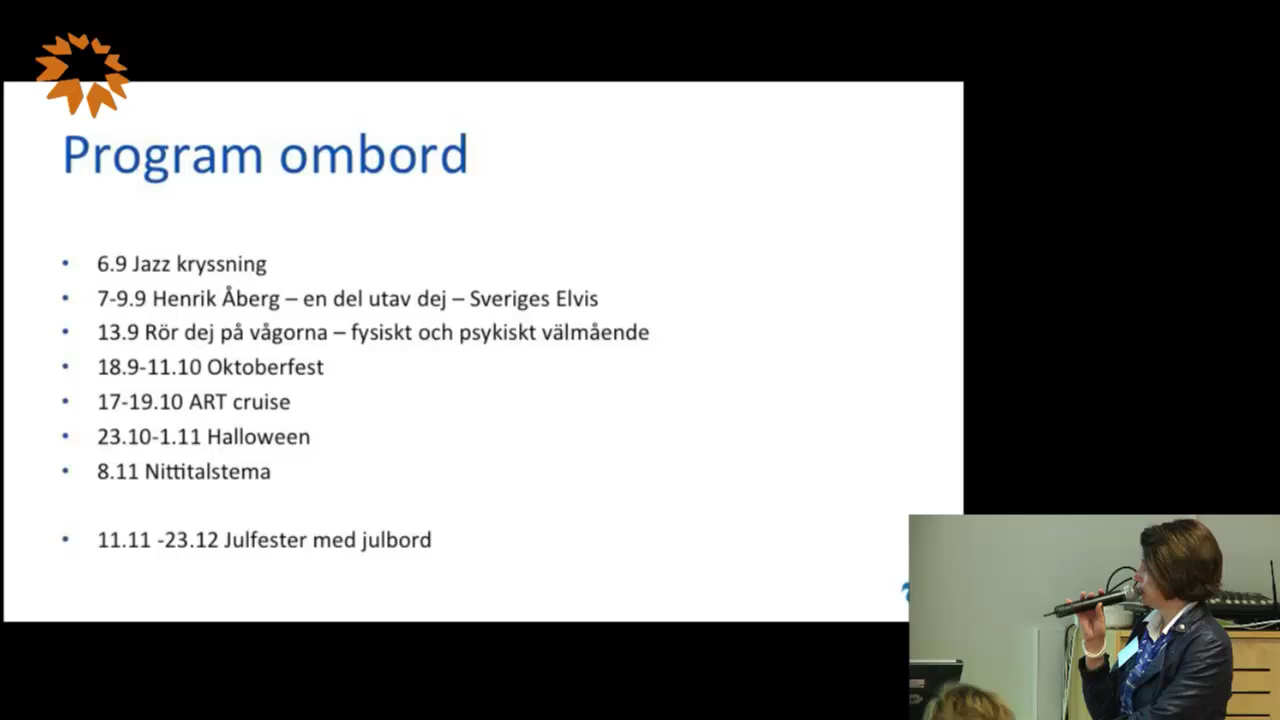 Program ombord
• 6.9 Jazz kryssning
• 7-9.9 Henrik Åberg – en del utav dej – Sveriges Elvis
• 13.9 Rör dej på vågorna – fysiskt och psykiskt välmående
• 18.9-11.10 Oktoberfest
• 17-19.10 ART cruise
• 23.10-1.11 Halloween
• 8.11 Nittitalstema
• 11.11 -23.12 Julfester med julbord